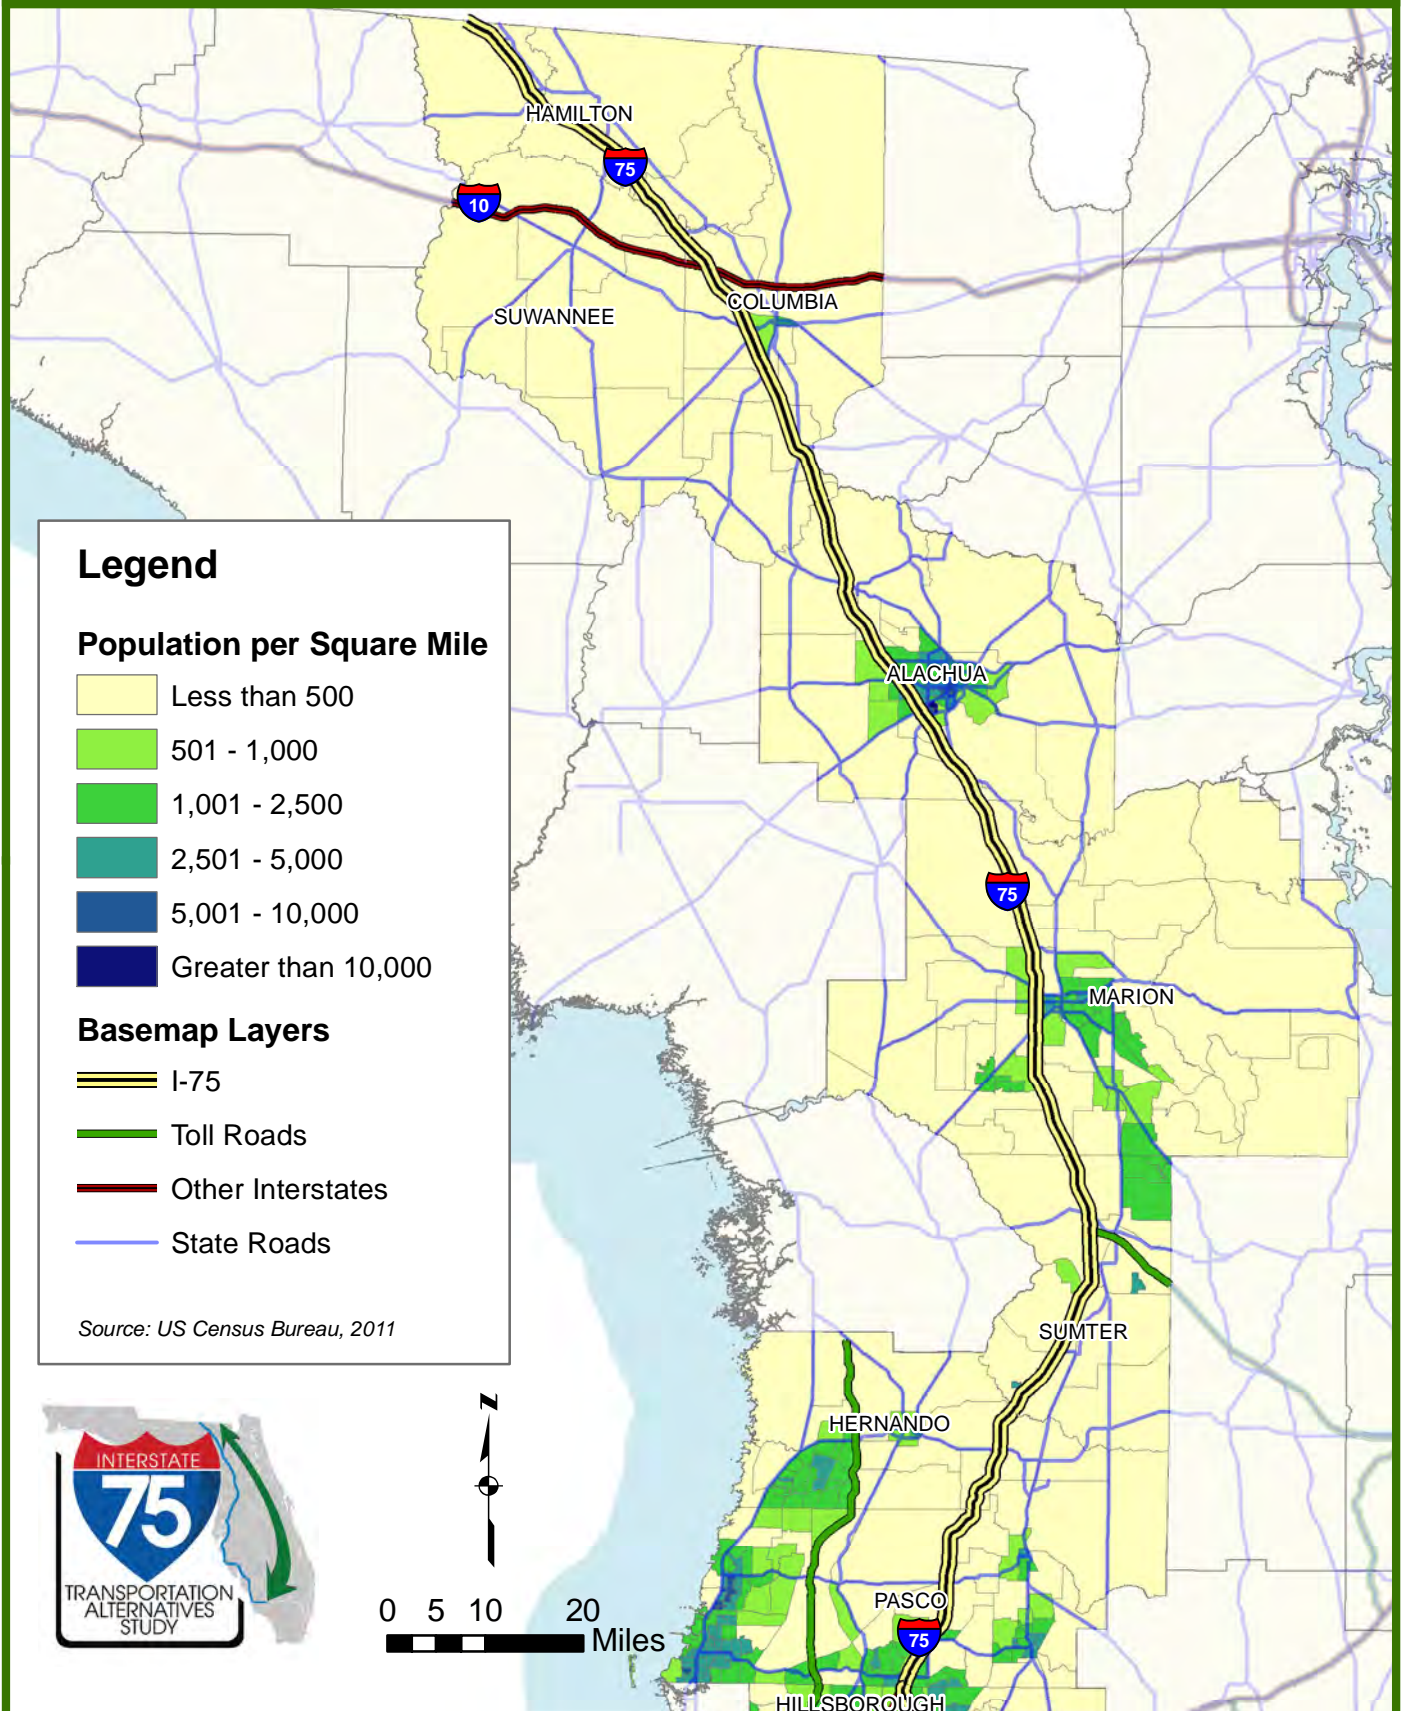 HAMILTON
75
10
COLUMBIA
SUWANNEE
Legend
Population per Square Mile
Less than 500
501 - 1,000
1,001 - 2,500
2,501 - 5,000
5,001 - 10,000
Greater than 10,000
Basemap Layers
I-75
Toll Roads
Other Interstates
State Roads
Source: US Census Bureau, 2011
ALACHUA
75
MARION
SUMTER
HERNANDO
PASCO
75
HILLSBOROUGH
INTERSTATE
75
TRANSPORTATION
ALTERNATIVES
STUDY
N
0 5 10 20
Miles